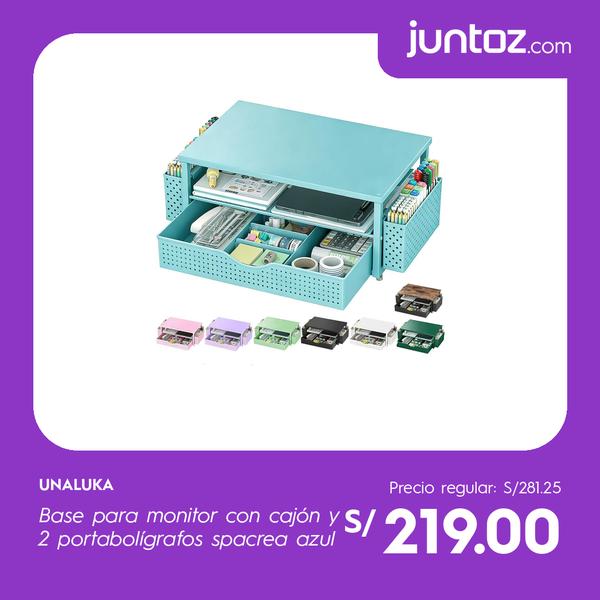 juntoz.com
UNALUKA
Base para monitor con cajón y
2 portabolígrafos spacrea azul
Precio regular: S/281.25
S/ 219.00